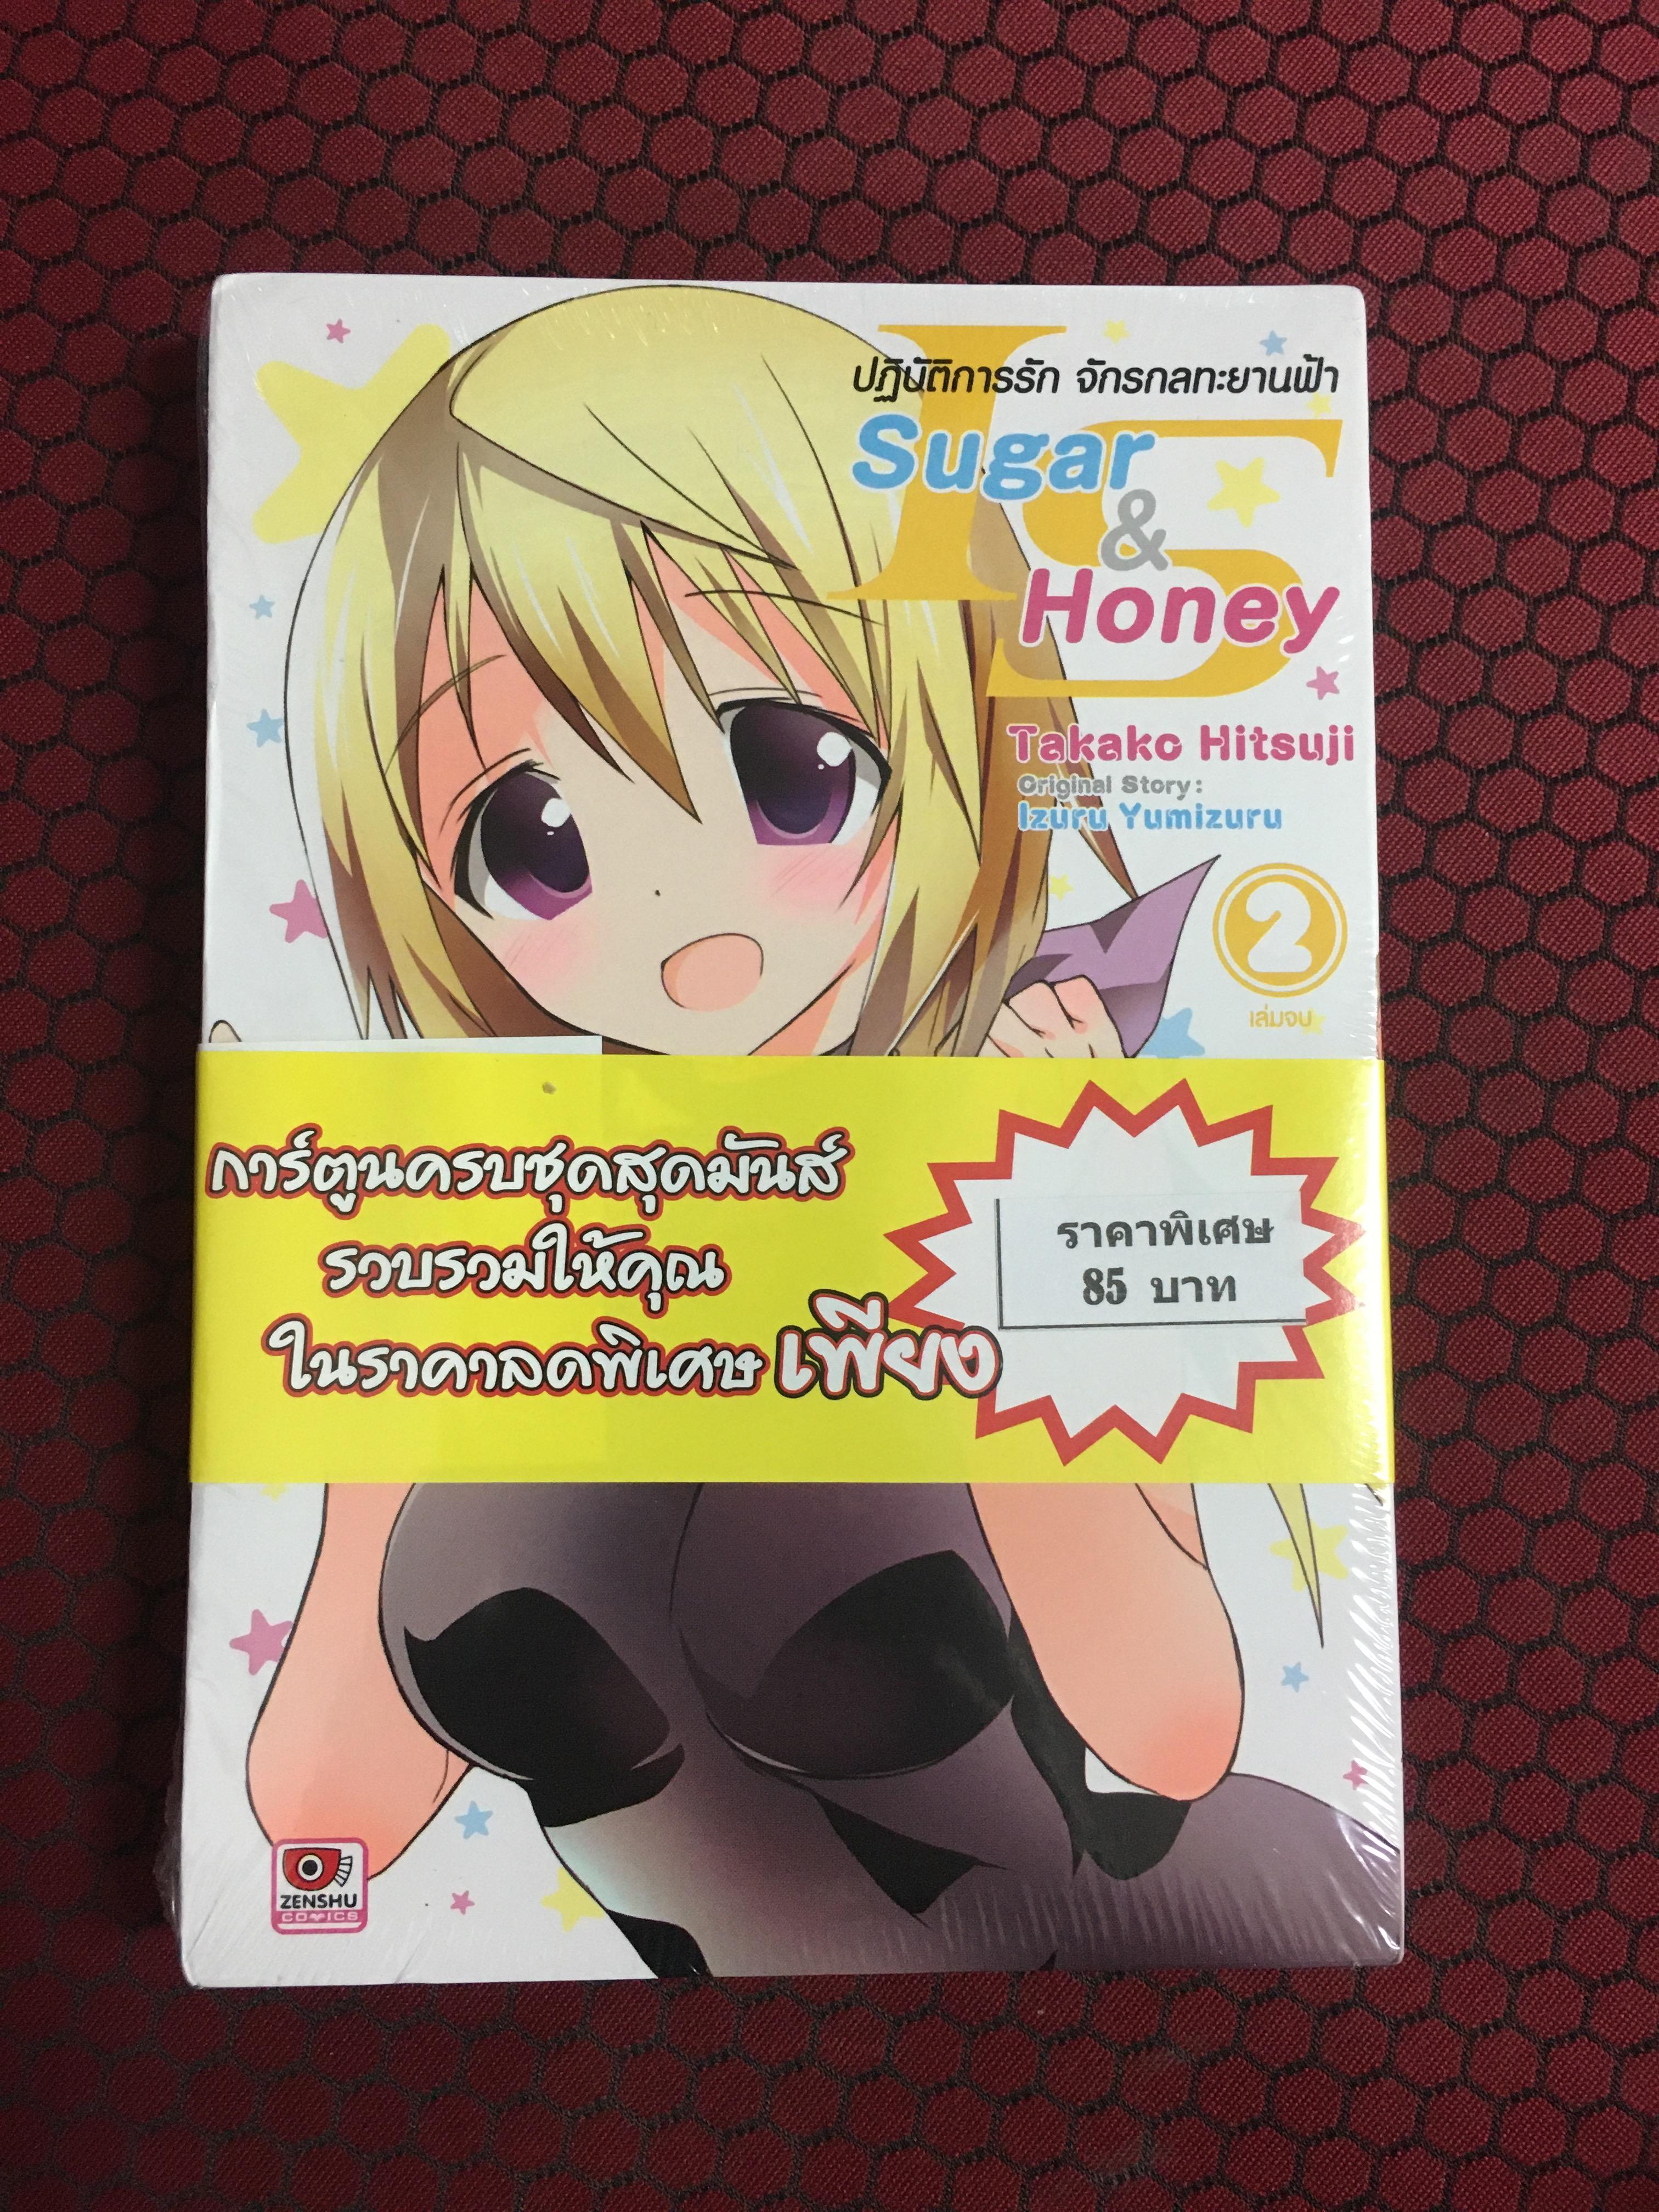 IS
ปฏิบัติการรัก จักรกลทะยานฟ้า
Sugar
&
Honey
Takako Hitsuji
Original Story:
Izuru Yumizuru
2
เล่มจบ
การ์ตูนครบชุดสุดมันส์
รวบรวมให้คุณ
ในราคาลดพิเศษ เพียง
ราคาพิเศษ
85 บาท
ZENSHU
COMICS